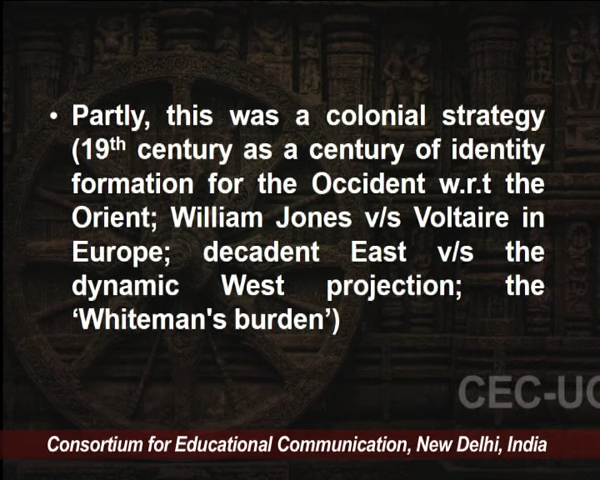 • Partly, this was a colonial strategy
(19th century as a century of identity
formation for the Occident w.r.t the
Orient; William Jones v/s Voltaire in
Europe; decadent East v/s the
dynamic West projection; the
‘Whiteman's burden’)
CEC-UG
Consortium for Educational Communication, New Delhi, India